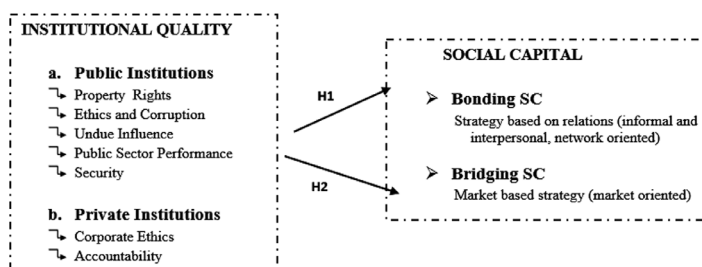 INSTITUTIONAL QUALITY
a. Public Institutions
Property Rights
Ethics and Corruption
Undue Influence
Public Sector Performance
Security
b. Private Institutions
Corporate Ethics
Accountability
H1
H2
SOCIAL CAPITAL
Bonding SC
Strategy based on relations (informal and
interpersonal, network oriented)
Bridging SC
Market based strategy (market oriented)